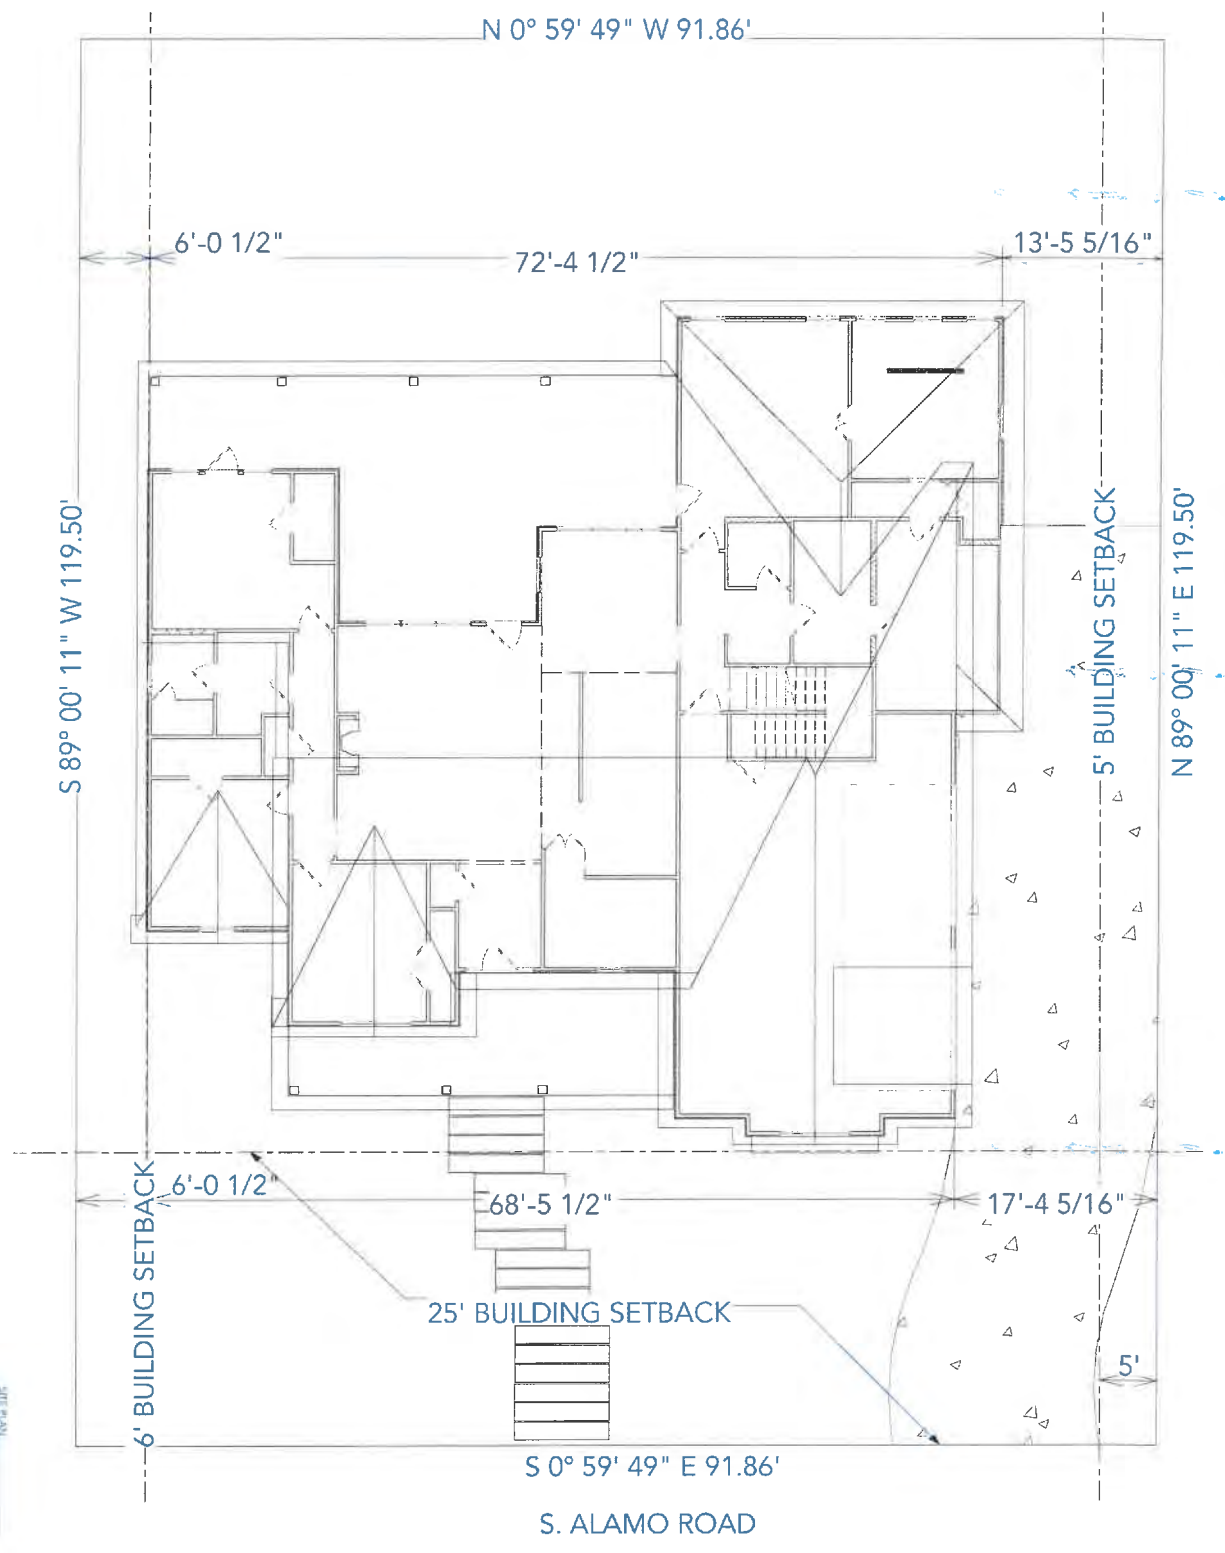 N 0° 59' 49" W 91.86'
6'-0 1/2"
72'-4 1/2"
13'-5 5/16"
S 89° 00' 11" W 119.50'
5' BUILDING SETBACK
N 89° 00' 11" E 119.50'
6'-0 1/2"
68'-5 1/2"
17'-4 5/16"
6' BUILDING SETBACK
25' BUILDING SETBACK
5'
S 0° 59' 49" E 91.86'
S. ALAMO ROAD
SITE PLAN